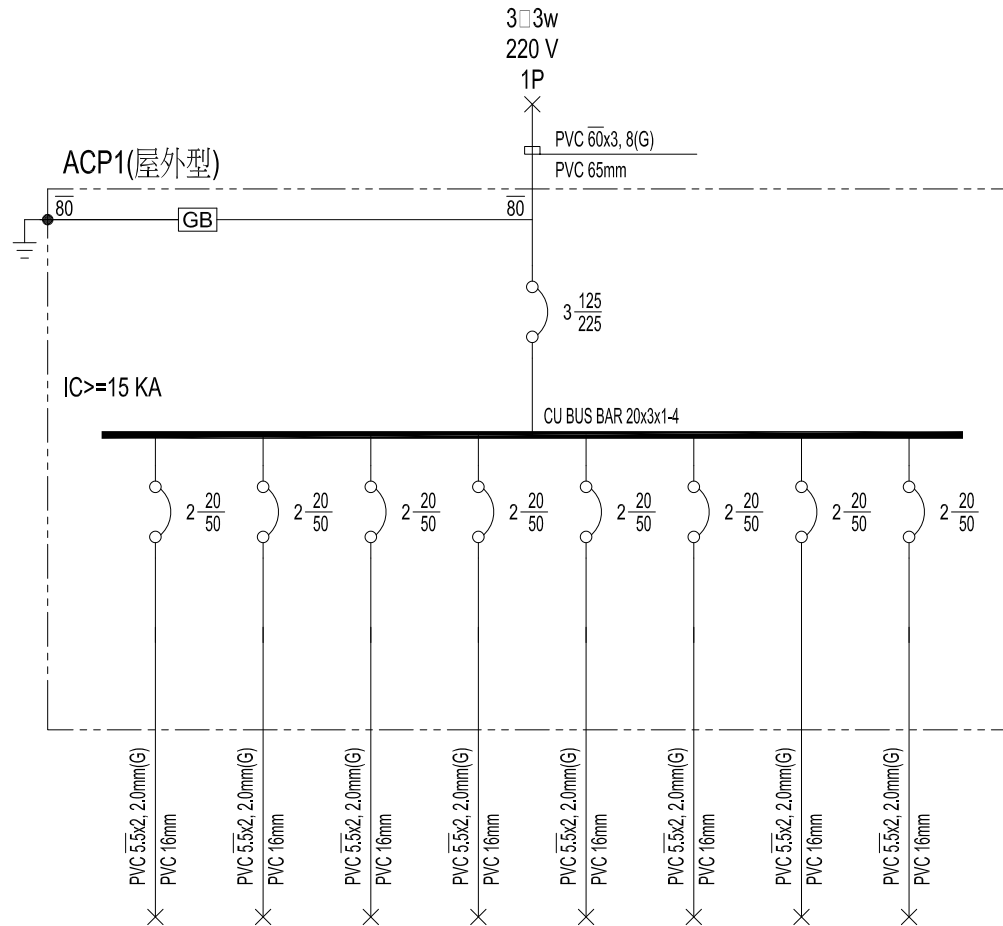 3□3w
220 V
1P
PVC 60x3, 8(G)
PVC 65mm
ACP1(屋外型)
80
80
GB
3 125
225
IC>=15 KA
CU BUS BAR 20x3x1-4
2 20
50
2 20
50
2 20
50
2 20
50
2 20
50
2 20
50
2 20
50
2 20
50
PVC 5.5x2, 2.0mm(G)
PVC 16mm
PVC 5.5x2, 2.0mm(G)
PVC 16mm
PVC 5.5x2, 2.0mm(G)
PVC 16mm
PVC 5.5x2, 2.0mm(G)
PVC 16mm
PVC 5.5x2, 2.0mm(G)
PVC 16mm
PVC 5.5x2, 2.0mm(G)
PVC 16mm
PVC 5.5x2, 2.0mm(G)
PVC 16mm
PVC 5.5x2, 2.0mm(G)
PVC 16mm